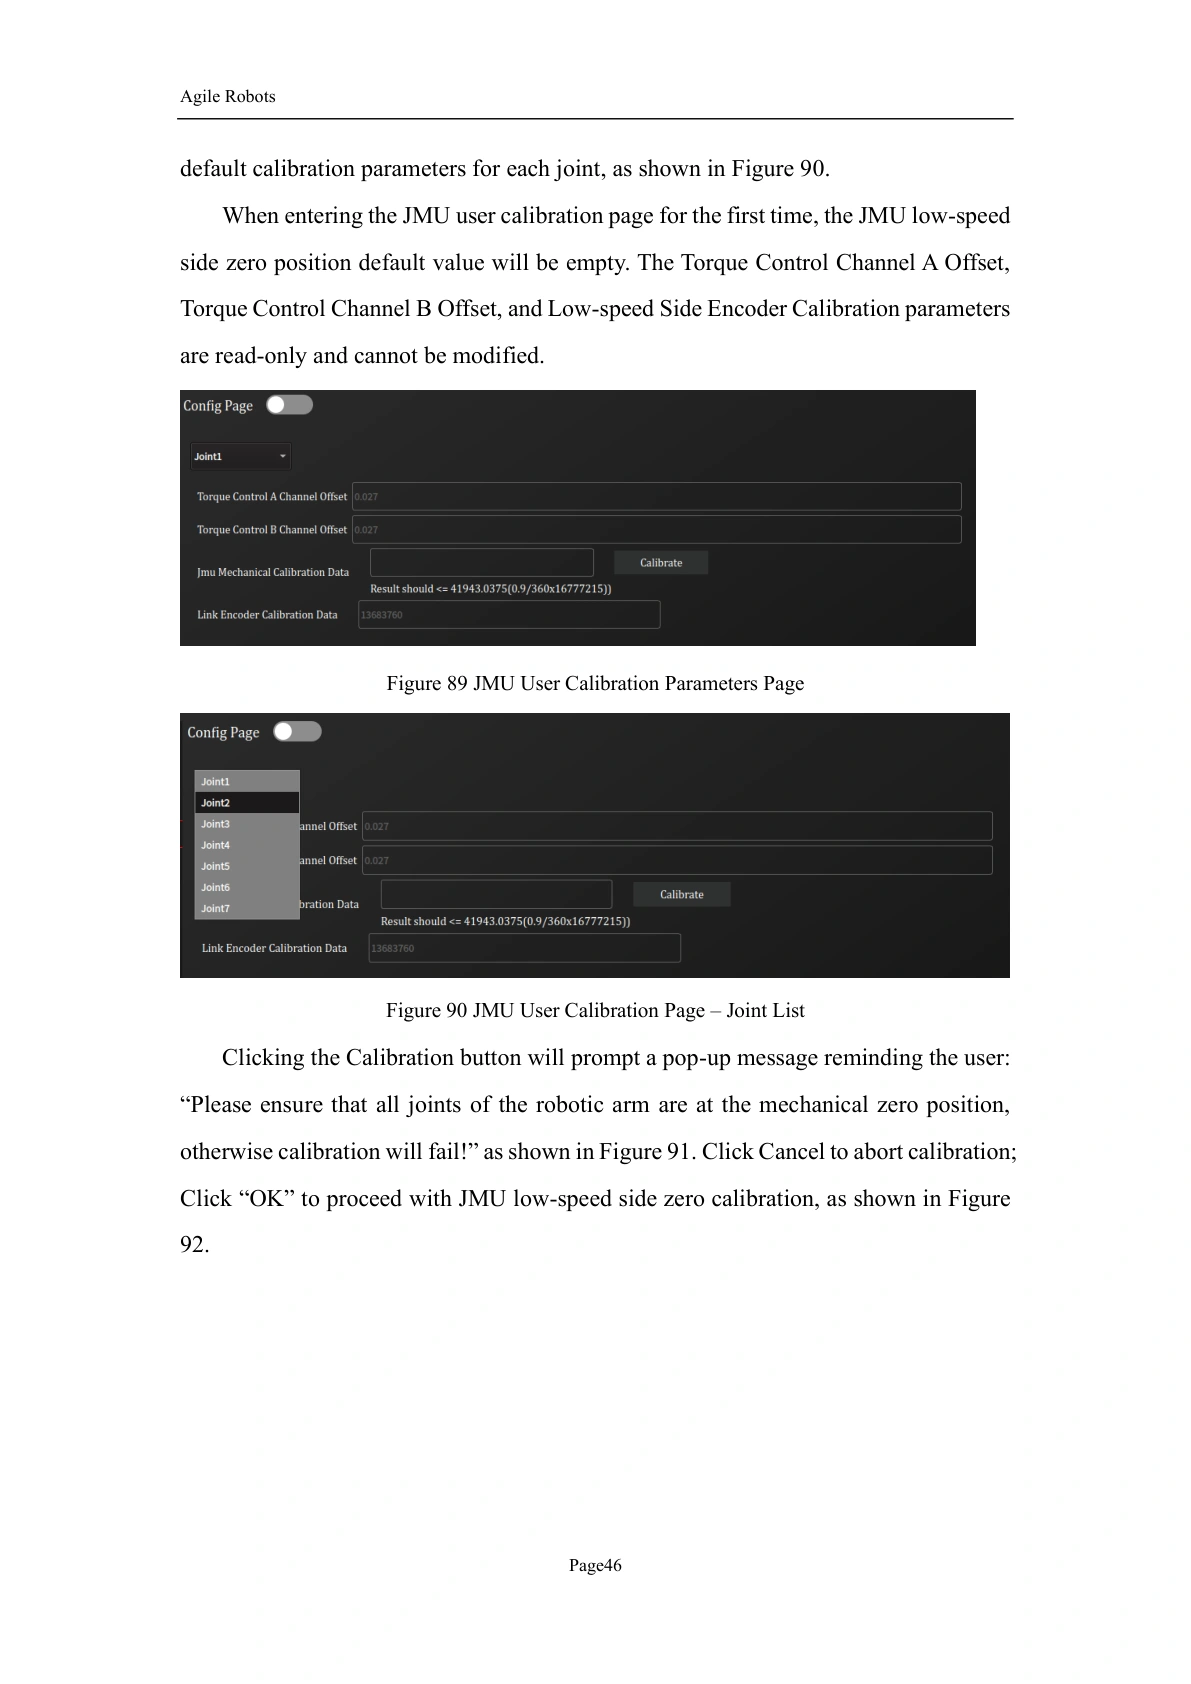 Agile Robots
default calibration parameters for each joint, as shown in Figure 90.
When entering the JMU user calibration page for the first time, the JMU low-speed
side zero position default value will be empty. The Torque Control Channel A Offset,
Torque Control Channel B Offset, and Low-speed Side Encoder Calibration parameters
are read-only and cannot be modified.
Config Page
Joint1
Torque Control A Channel Offset 0.027
Torque Control B Channel Offset 0.027
Jmu Mechanical Calibration Data Calibrate
Result should <= 41943.0375(0.9/360x16777215))
Link Encoder Calibration Data 13683760
Figure 89 JMU User Calibration Parameters Page
Config Page
Joint1
Joint2
Joint3
annel Offset 0.027
Joint4
Joint5
annel Offset 0.027
Joint6
Joint7
bration Data Calibrate
Result should <= 41943.0375(0.9/360x16777215))
Link Encoder Calibration Data 13683760
Figure 90 JMU User Calibration Page – Joint List
Clicking the Calibration button will prompt a pop-up message reminding the user:
“Please ensure that all joints of the robotic arm are at the mechanical zero position,
otherwise calibration will fail!” as shown in Figure 91. Click Cancel to abort calibration;
Click “OK” to proceed with JMU low-speed side zero calibration, as shown in Figure
92.
Page46